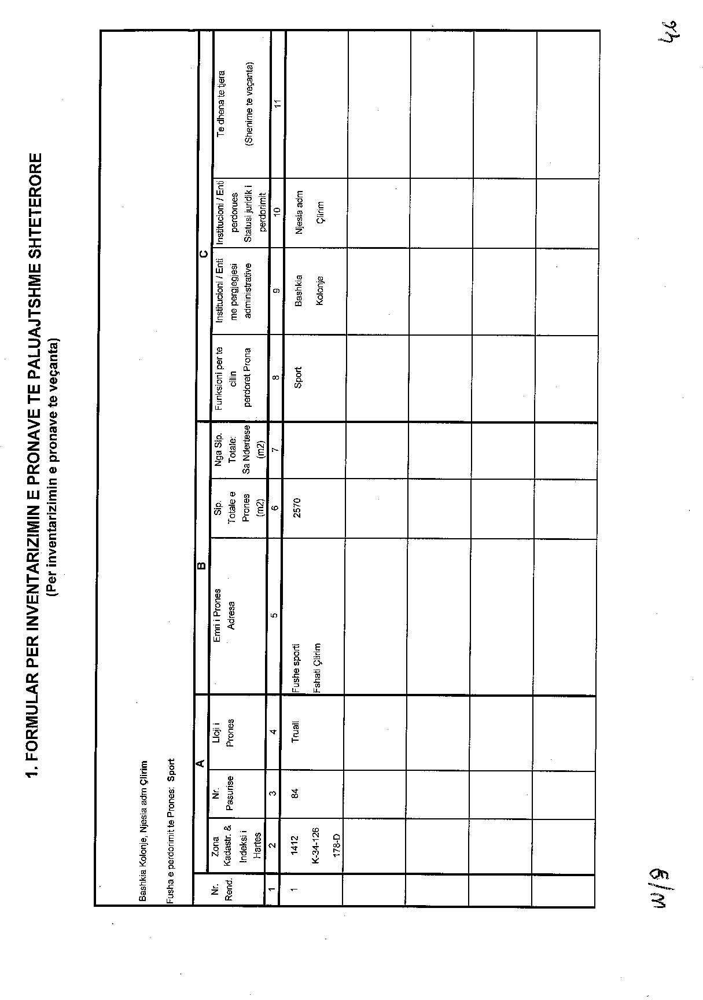 1. FORMULAR PER INVENTARIZIMIN E PRONAVE TE PALUAJTSHME SHTETERORE
(Per inventarizimin e pronave te veçanta)
Bashkia Kolonje, Njesia adm Çlirim
Fusha e perdorimit te Prones: Sport
A
B
C
Nr.
Rend.
Zona
Kadastr. &
Indeksi i
Hartes
Nr.
Pasurise
Lloji i
Prones
Emri i Prones
Adresa
Sip.
Totale e
Prones
(m2)
Nga Sip.
Totale:
Sa Ndertese
(m2)
Funksioni per te
cilin
perdoret Prona
Institucioni / Enti
me pergjegjesi
administrative
Institucioni / Enti
perdorues
Statusi juridik i
perdorimit
Te dhena te tjera
(Shenime te veçanta)
1 2 3 4 5 6 7 8 9 10 11
1
1412
K-34-126
178-D
84
Truall
Fushe sporti
Fshati Çlirim
2570
Sport
Bashkia
Kolonje
Njesia adm
Çlirim
46